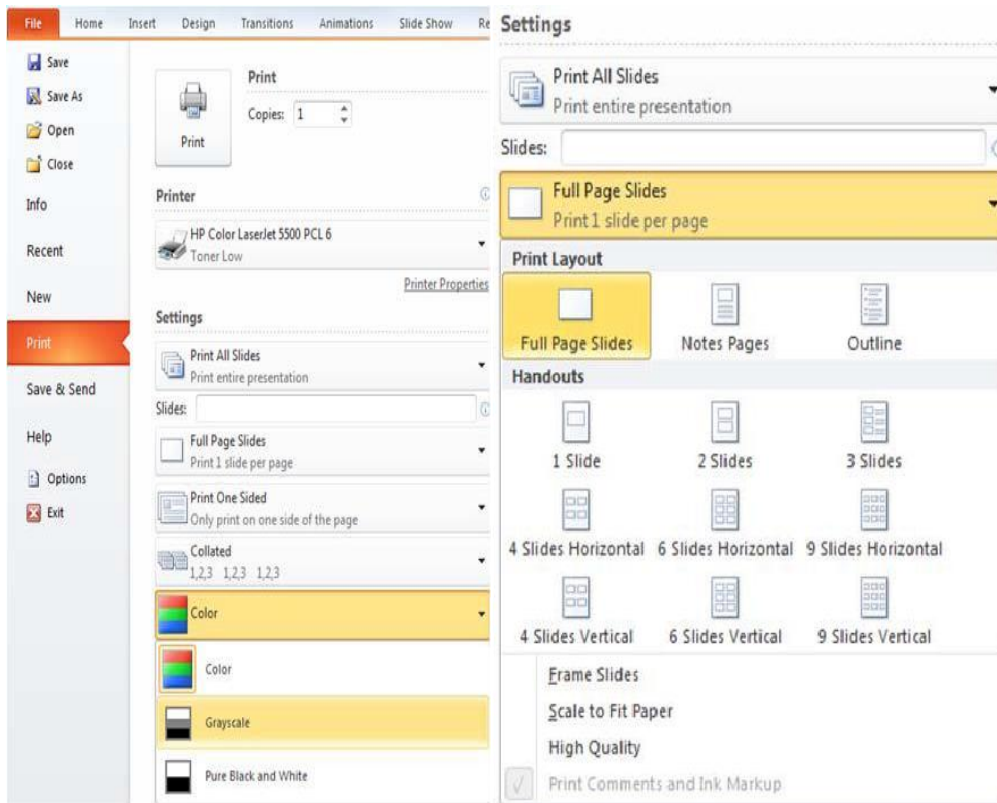 File Home Insert Design Transitions Animations Slide Show Re
Save
Save As
Open
Close
Info
Recent
New
Print
Save & Send
Help
Options
Exit
Print
Print
Copies: 1
Printer
HP Color LaserJet 5500 PCL 6
Toner Low
Printer Properties
Settings
Print All Slides
Print entire presentation
Slides:
Full Page Slides
Print 1 slide per page
Print One Sided
Only print on one side of the page
Collated
1,2,3 1,2,3 1,2,3
Color
Color
Grayscale
Pure Black and White
Settings
Print All Slides
Print entire presentation
Slides:
Full Page Slides
Print 1 slide per page
Print Layout
Full Page Slides Notes Pages Outline
Handouts
1 Slide 2 Slides 3 Slides
4 Slides Horizontal 6 Slides Horizontal 9 Slides Horizontal
4 Slides Vertical 6 Slides Vertical 9 Slides Vertical
Frame Slides
Scale to Fit Paper
High Quality
Print Comments and Ink Markup